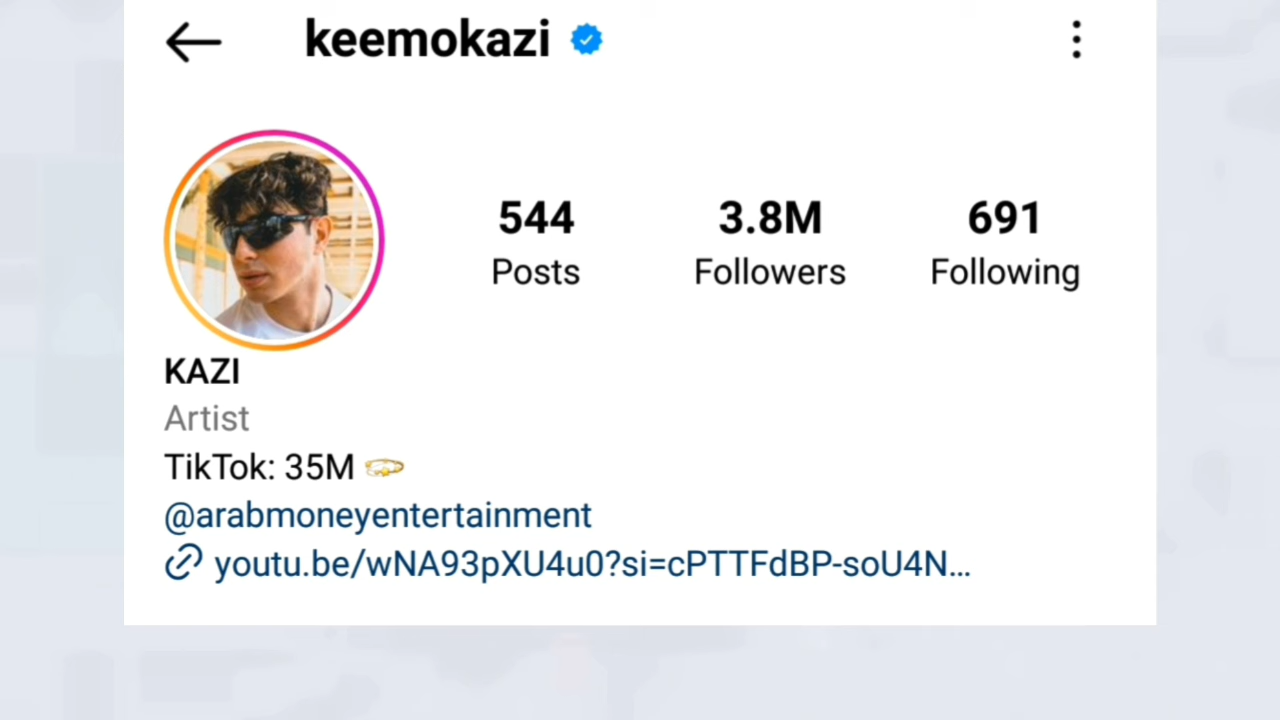 keemokazi
544 3.8M 691
Posts Followers Following
KAZI
Artist
TikTok: 35M
@arabmoneyentertainment
youtu.be/wNA93pXU4u0?si=cPTTFdBP-soU4N...